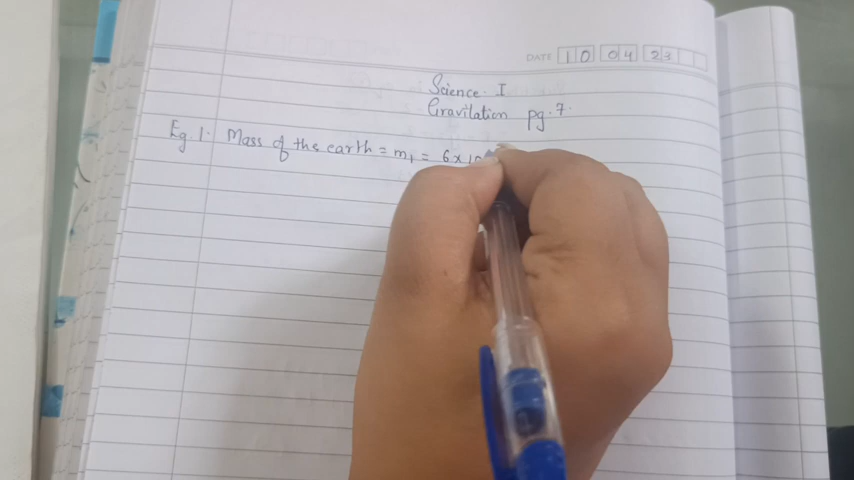 DATE 10 04 23
Science - I
Gravitation pg. 7.
Eg. 1. Mass of the earth = m₁ = 6 × 10